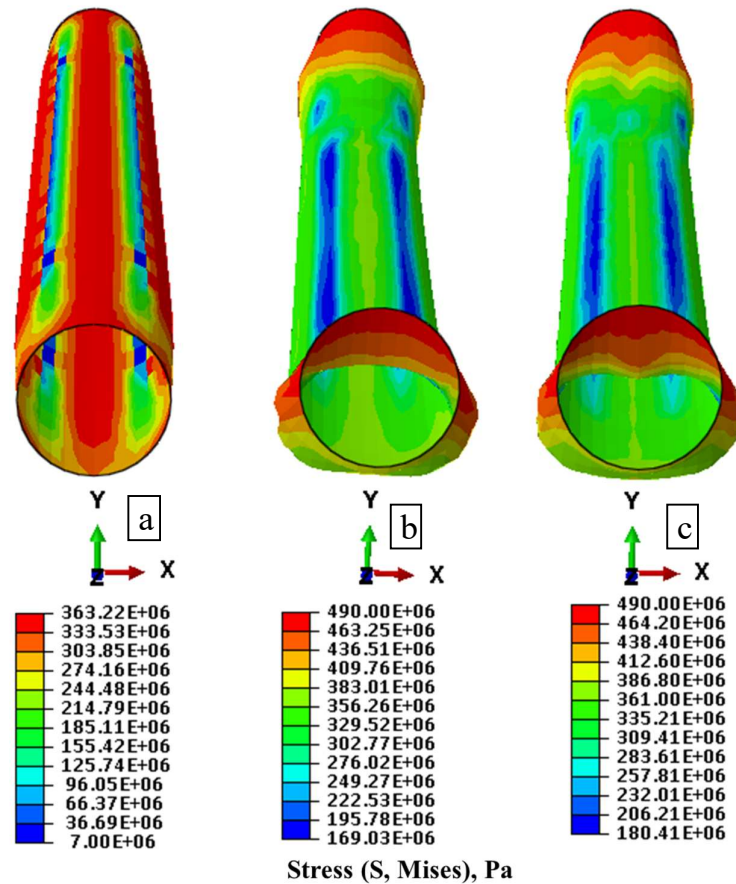 Y
a
X
Z
363.22E+06
333.53E+06
303.85E+06
274.16E+06
244.48E+06
214.79E+06
185.11E+06
155.42E+06
125.74E+06
96.05E+06
66.37E+06
36.69E+06
7.00E+06
Y
b
X
Z
490.00E+06
463.25E+06
436.51E+06
409.76E+06
383.01E+06
356.26E+06
329.52E+06
302.77E+06
276.02E+06
249.27E+06
222.53E+06
195.78E+06
169.03E+06
Y
c
X
Z
490.00E+06
464.20E+06
438.40E+06
412.60E+06
386.80E+06
361.00E+06
335.21E+06
309.41E+06
283.61E+06
257.81E+06
232.01E+06
206.21E+06
180.41E+06
Stress (S, Mises), Pa